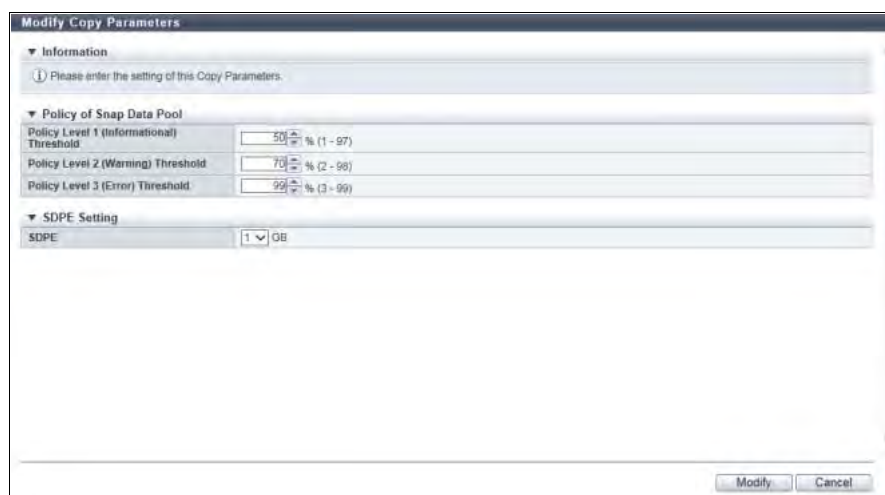 Modify Copy Parameters
Information
Please enter the setting of this Copy Parameters.
Policy of Snap Data Pool
Policy Level 1 (Informational)
Threshold
50 % (1 - 97)
Policy Level 2 (Warning) Threshold
70 % (2 - 98)
Policy Level 3 (Error) Threshold
99 % (3 - 99)
SDPE Setting
SDPE
1 GB
Modify
Cancel